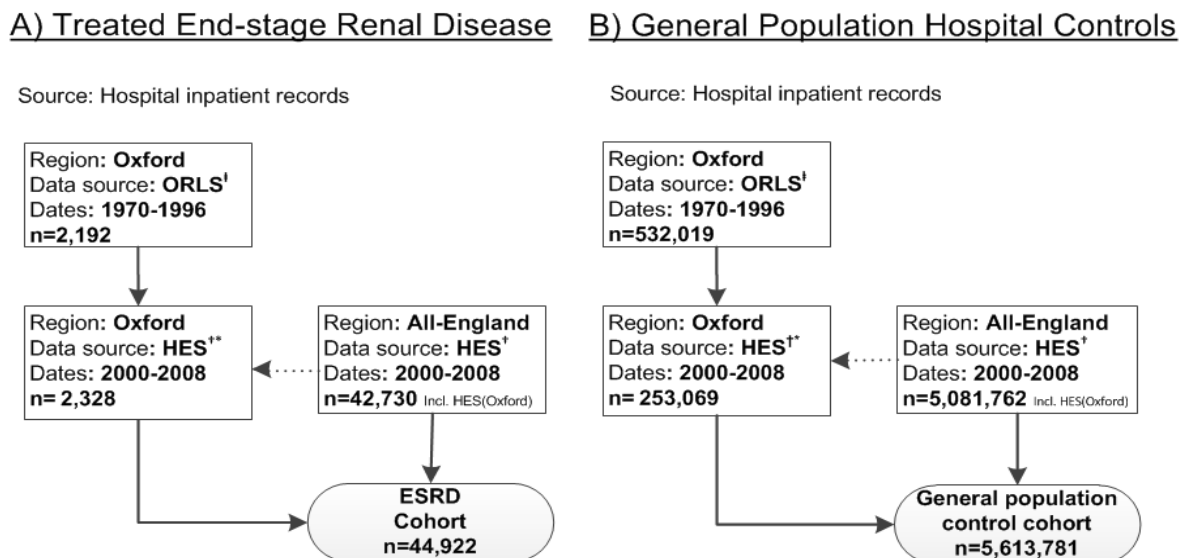 A) Treated End-stage Renal Disease
Source: Hospital inpatient records
Region: Oxford
Data source: ORLSǂ
Dates: 1970-1996
n=2,192
Region: Oxford
Data source: HES†*
Dates: 2000-2008
n= 2,328
Region: All-England
Data source: HES†
Dates: 2000-2008
n=42,730 Incl. HES(Oxford)
ESRD
Cohort
n=44,922
B) General Population Hospital Controls
Source: Hospital inpatient records
Region: Oxford
Data source: ORLSǂ
Dates: 1970-1996
n=532,019
Region: Oxford
Data source: HES†*
Dates: 2000-2008
n= 253,069
Region: All-England
Data source: HES†
Dates: 2000-2008
n=5,081,762 Incl. HES(Oxford)
General population
control cohort
n=5,613,781